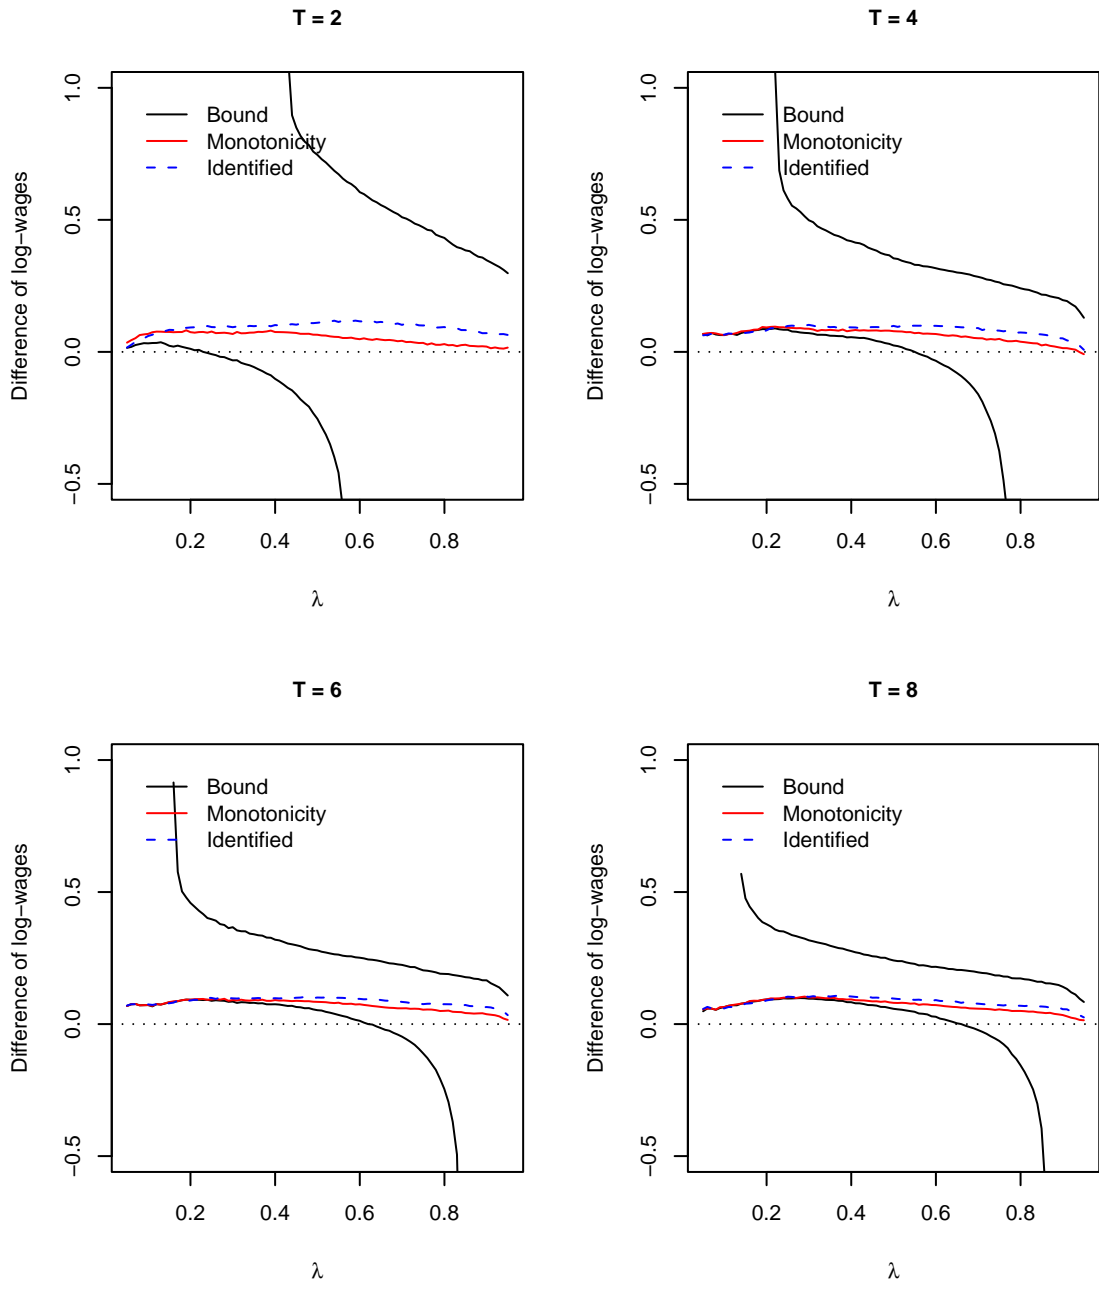 T = 2
Difference of log−wages
1.0
0.5
0.0
−0.5
Bound
Monotonicity
Identified
0.2 0.4 0.6 0.8
λ
T = 4
Difference of log−wages
1.0
0.5
0.0
−0.5
Bound
Monotonicity
Identified
0.2 0.4 0.6 0.8
λ
T = 6
Difference of log−wages
1.0
0.5
0.0
−0.5
Bound
Monotonicity
Identified
0.2 0.4 0.6 0.8
λ
T = 8
Difference of log−wages
1.0
0.5
0.0
−0.5
Bound
Monotonicity
Identified
0.2 0.4 0.6 0.8
λ